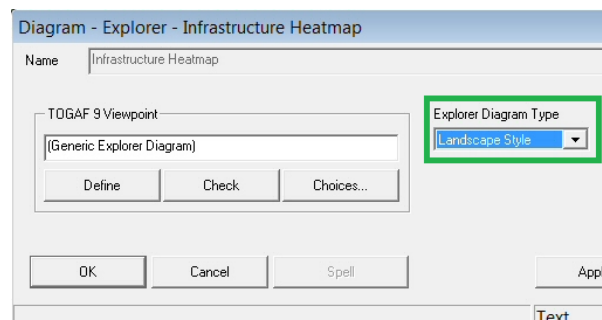 Diagram - Explorer - Infrastructure Heatmap
Name Infrastructure Heatmap
TOGAF 9 Viewpoint
Explorer Diagram Type
(Generic Explorer Diagram)
Landscape Style
Define Check Choices...
OK Cancel Spell Appl
Text